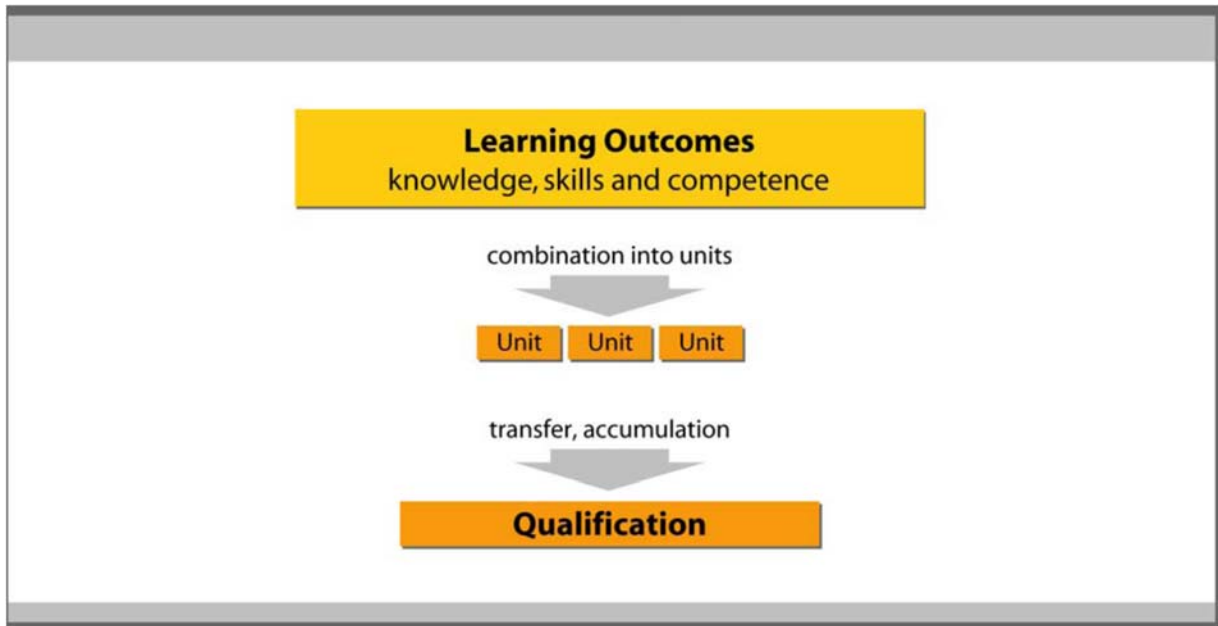 Learning Outcomes
knowledge, skills and competence
combination into units
Unit Unit Unit
transfer, accumulation
Qualification